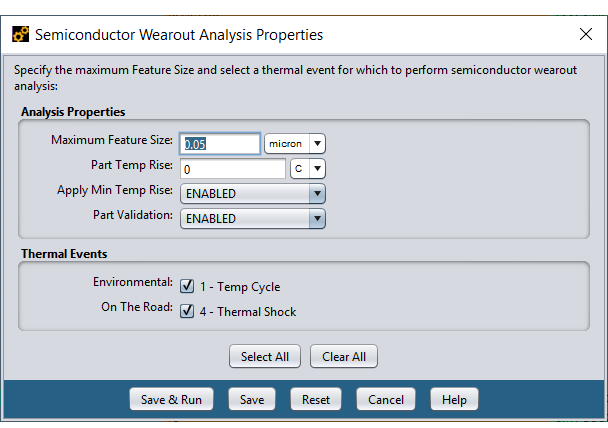 Semiconductor Wearout Analysis Properties
Specify the maximum Feature Size and select a thermal event for which to perform semiconductor wearout
analysis:
Analysis Properties
Maximum Feature Size: 0.05 micron
Part Temp Rise: 0 C
Apply Min Temp Rise: ENABLED
Part Validation: ENABLED
Thermal Events
Environmental: 1 - Temp Cycle
On The Road: 4 - Thermal Shock
Select All Clear All
Save & Run Save Reset Cancel Help